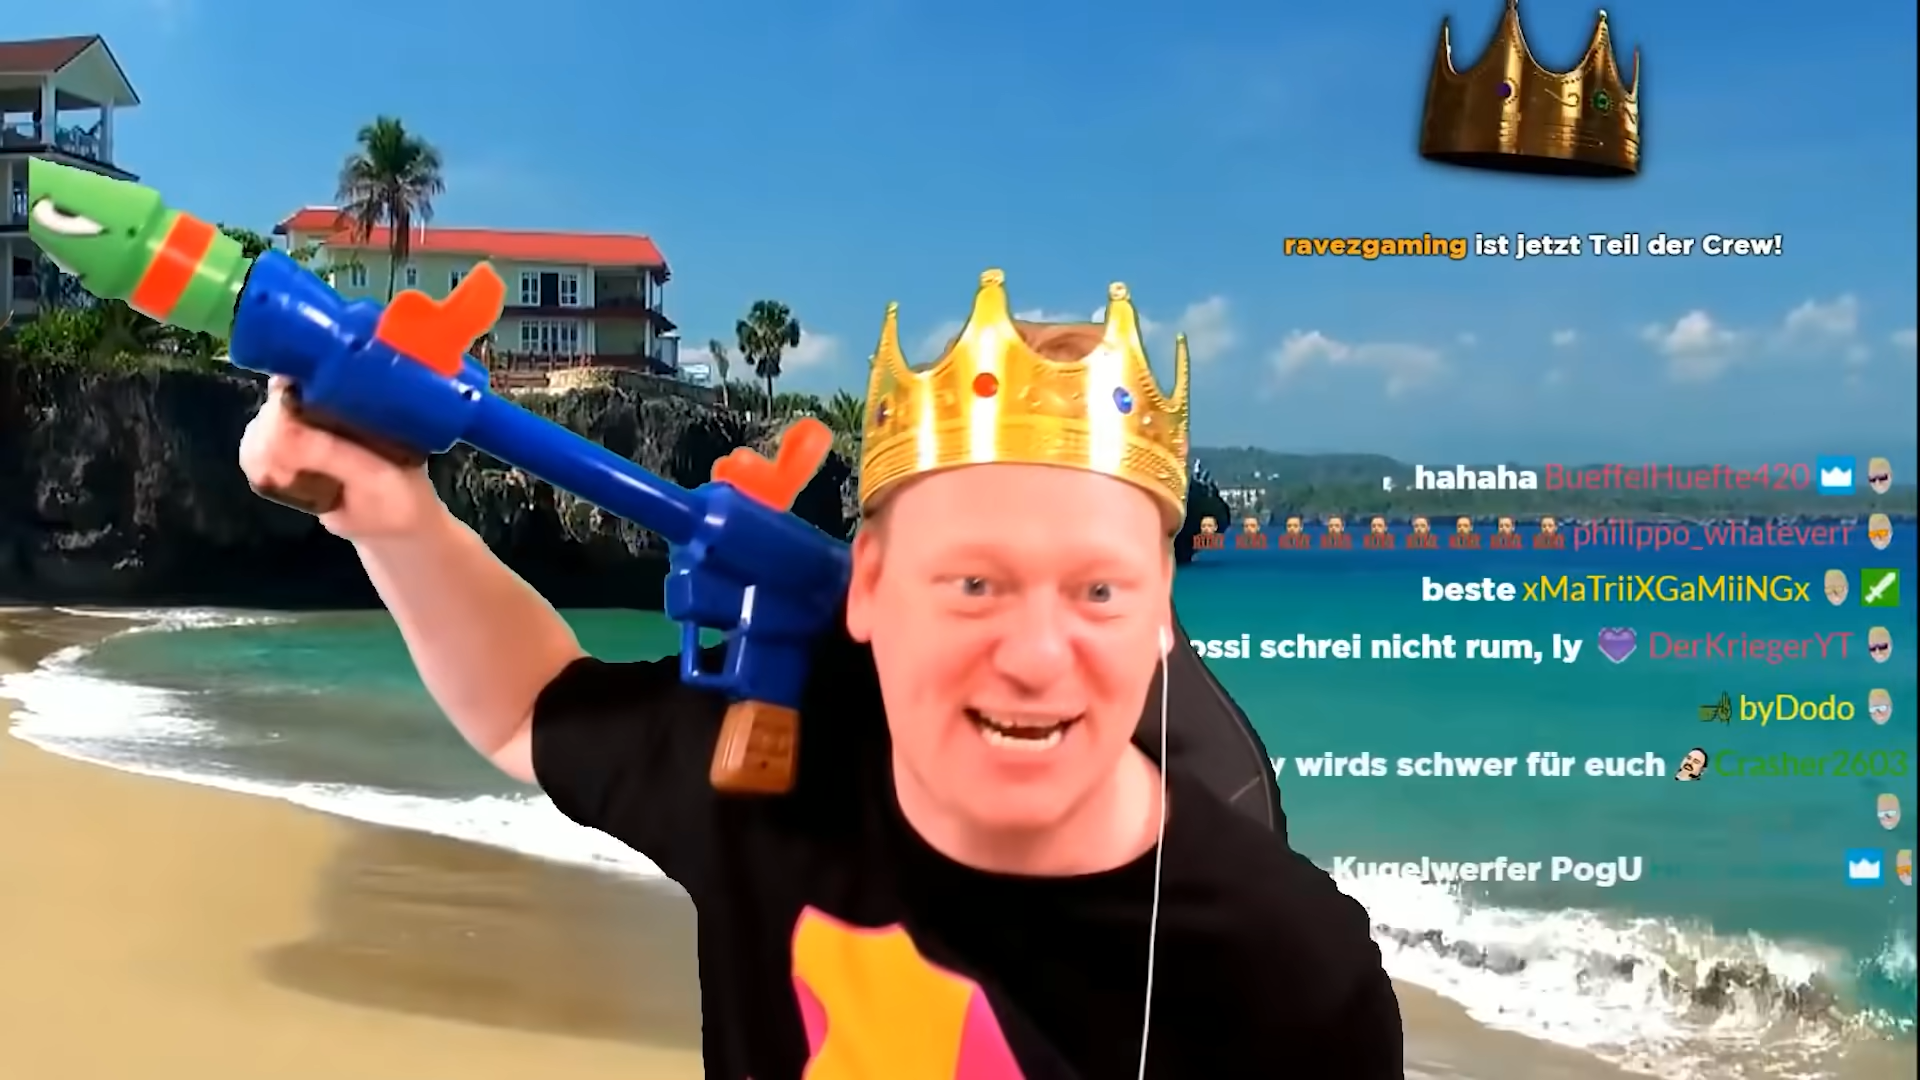 ravezgaming ist jetzt Teil der Crew!
hahaha BueffelHuefte420
philippo_whateverr
beste xMaTriiXGaMiiNGx
ossi schrei nicht rum, ly DerKriegerYT
byDodo
y wirds schwer für euch Crasher2603
Kugelwerfer PogU